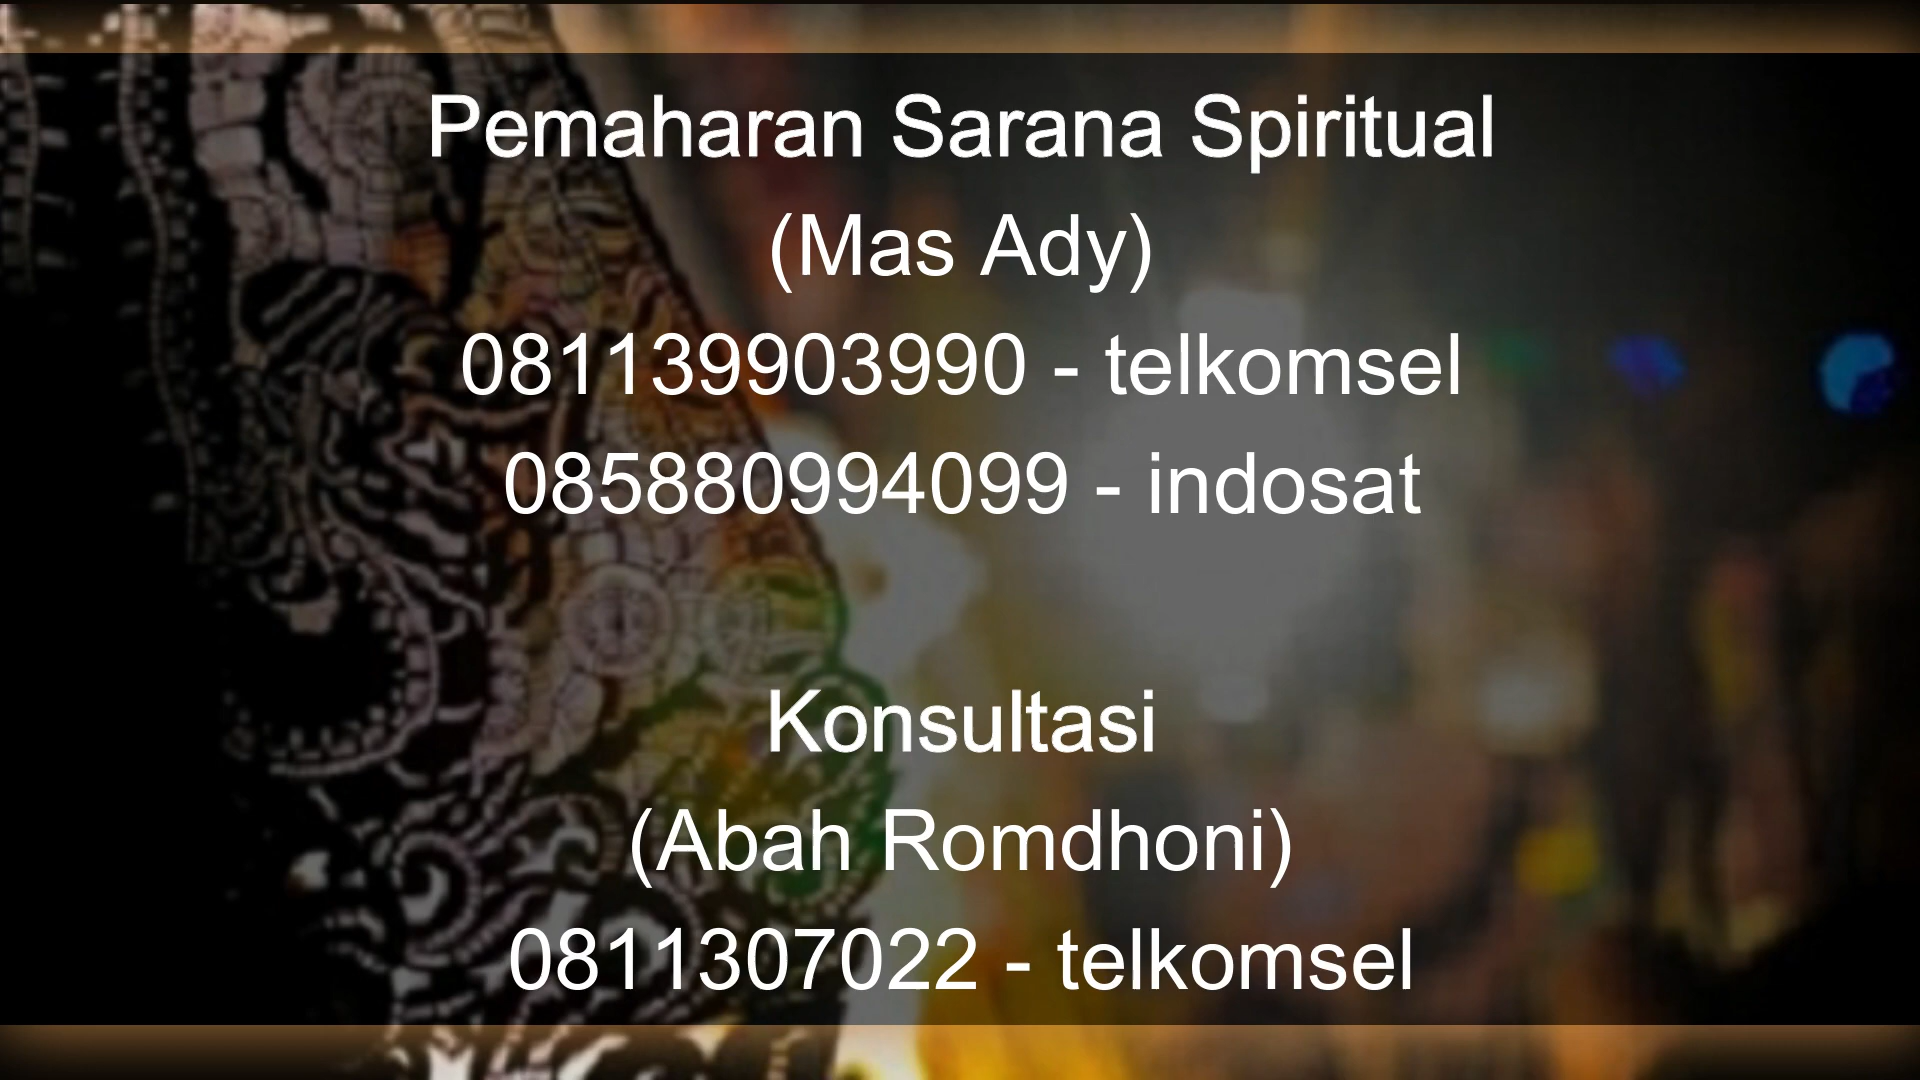 Pemaharan Sarana Spiritual
(Mas Ady)
081139903990 - telkomsel
085880994099 - indosat
Konsultasi
(Abah Romdhoni)
0811307022 - telkomsel